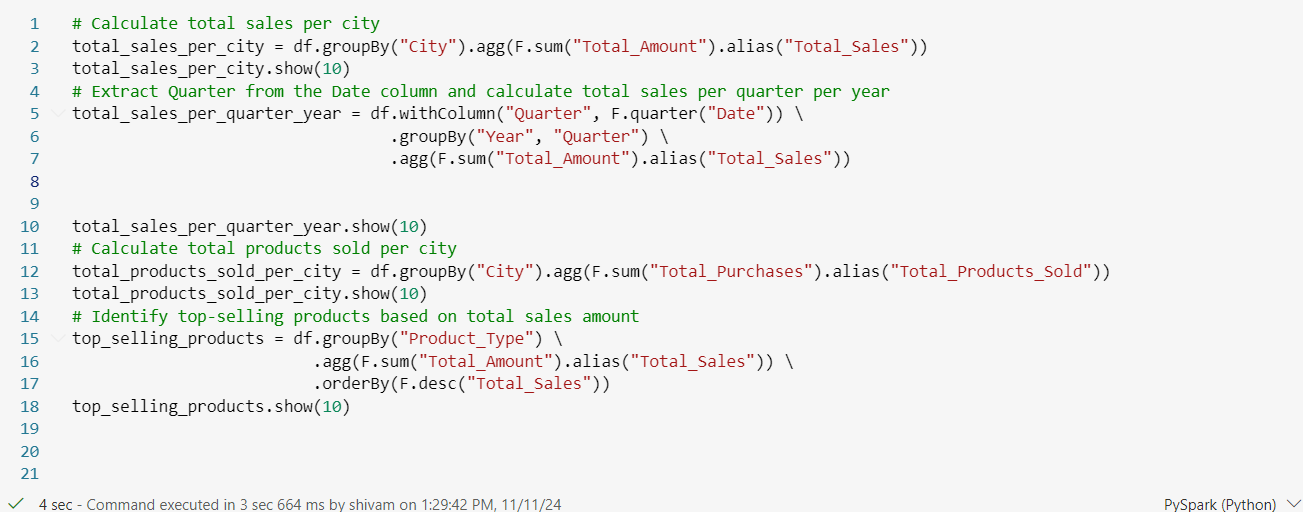 1 # Calculate total sales per city
2 total_sales_per_city = df.groupBy("City").agg(F.sum("Total_Amount").alias("Total_Sales"))
3 total_sales_per_city.show(10)
4 # Extract Quarter from the Date column and calculate total sales per quarter per year
5 total_sales_per_quarter_year = df.withColumn("Quarter", F.quarter("Date")) \
6 .groupBy("Year", "Quarter") \
7 .agg(F.sum("Total_Amount").alias("Total_Sales"))
8
9
10 total_sales_per_quarter_year.show(10)
11 # Calculate total products sold per city
12 total_products_sold_per_city = df.groupBy("City").agg(F.sum("Total_Purchases").alias("Total_Products_Sold"))
13 total_products_sold_per_city.show(10)
14 # Identify top-selling products based on total sales amount
15 top_selling_products = df.groupBy("Product_Type") \
16 .agg(F.sum("Total_Amount").alias("Total_Sales")) \
17 .orderBy(F.desc("Total_Sales"))
18 top_selling_products.show(10)
19
20
21
4 sec - Command executed in 3 sec 664 ms by shivam on 1:29:42 PM, 11/11/24 PySpark (Python)